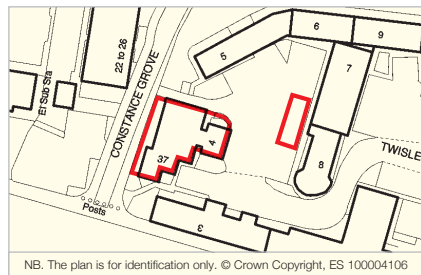 6
9
5
22 to 26
7
El Sub Sta
CONSTANCE GROVE
4
TWISLE
37
8
Posts
3
NB. The plan is for identification only. © Crown Copyright, ES 100004106